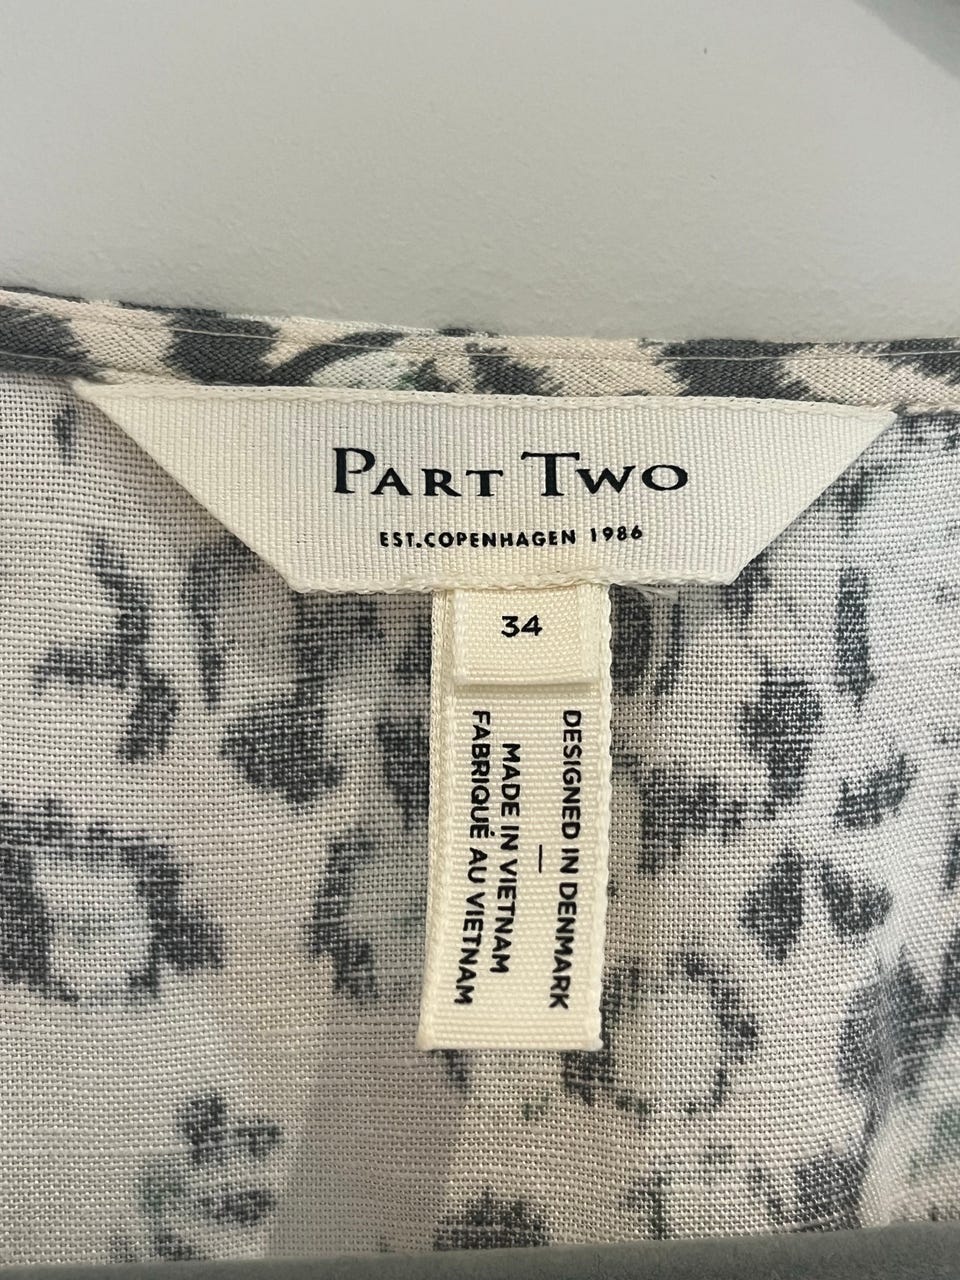 PART TWO
EST.COPENHAGEN 1986
34
DESIGNED IN DENMARK
—
MADE IN VIETNAM
FABRIQUÉ AU VIETNAM